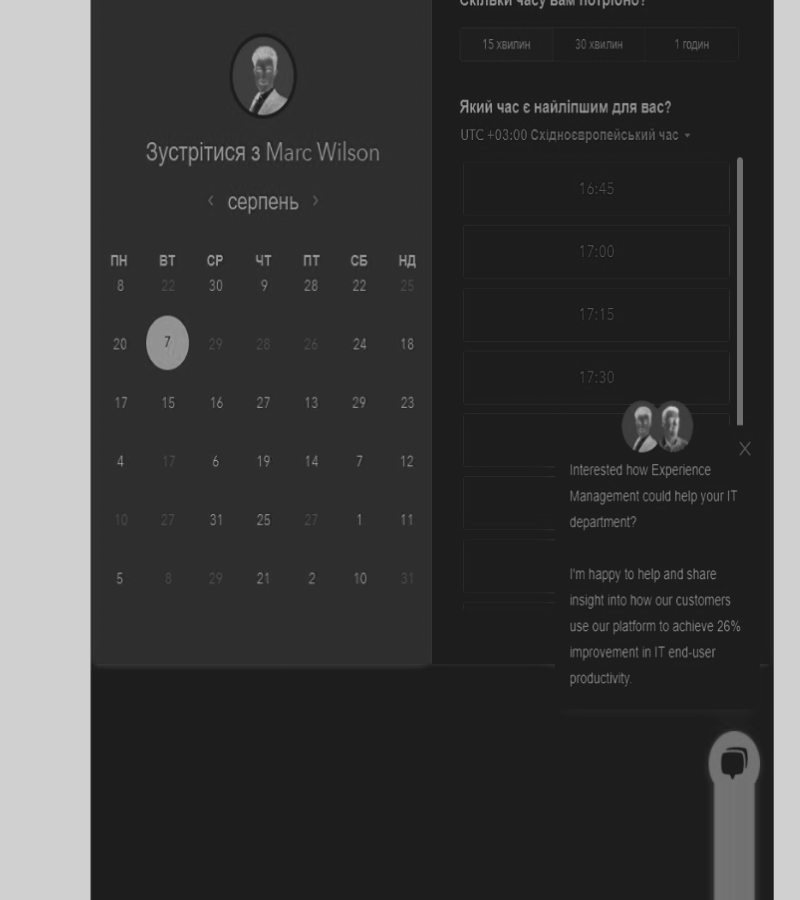 Скільки часу вам потрібно?
15 хвилин 30 хвилин 1 годин
Який час є найліпшим для вас?
UTC +03:00 Східноєвропейський час
16:45
17:00
17:15
17:30
Зустрітися з Marc Wilson
серпень
ПН ВТ СР ЧТ ПТ СБ НД
8 22 30 9 28 22 25
20 7 29 28 26 24 18
17 15 16 27 13 29 23
4 17 6 19 14 7 12
10 27 31 25 27 1 11
5 8 29 21 2 10 31
Interested how Experience
Management could help your IT
department?
I'm happy to help and share
insight into how our customers
use our platform to achieve 26%
improvement in IT end-user
productivity.